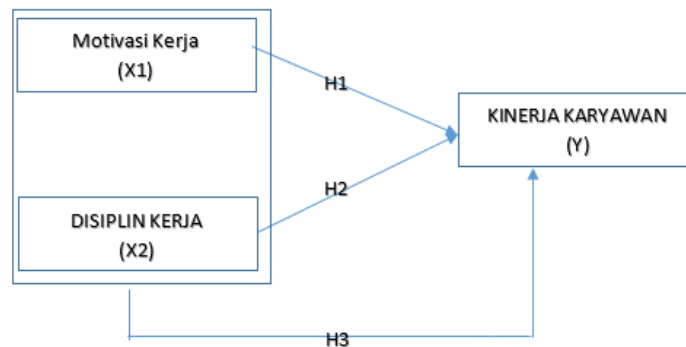 Motivasi Kerja
(X1)
H1
KINERJA KARYAWAN
(Y)
H2
DISIPLIN KERJA
(X2)
H3